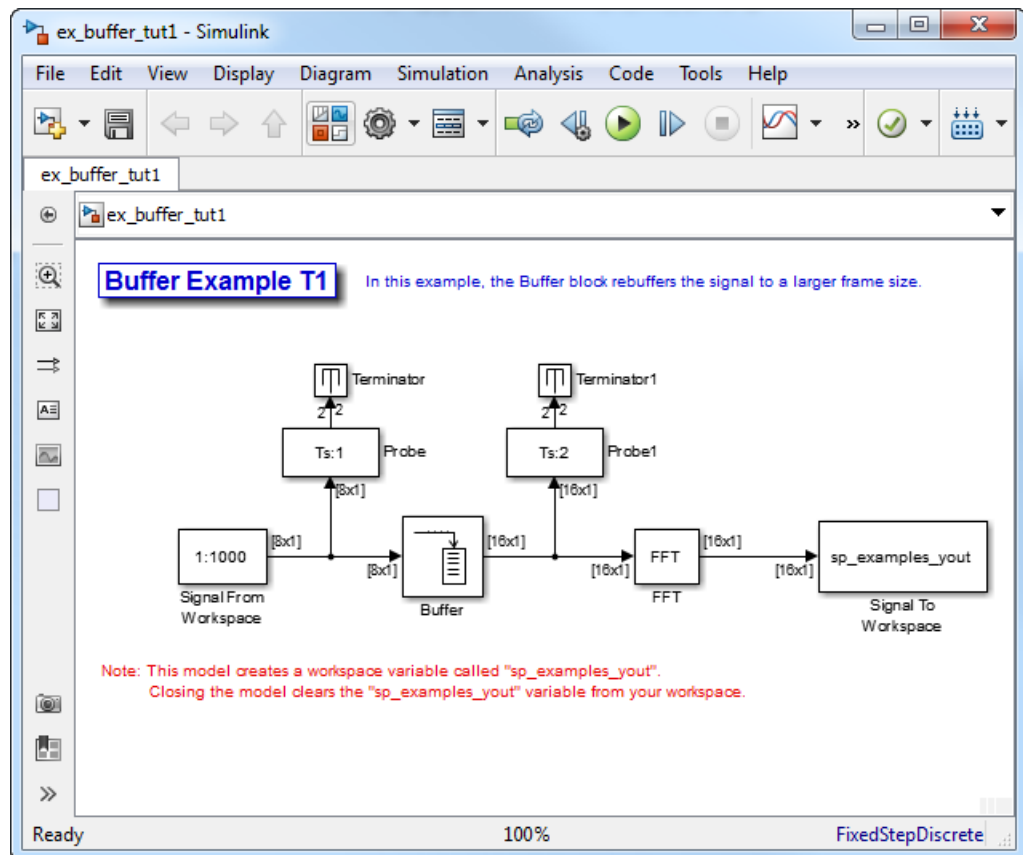 ex_buffer_tut1 - Simulink
File Edit View Display Diagram Simulation Analysis Code Tools Help
»
ex_buffer_tut1
ex_buffer_tut1
Buffer Example T1
In this example, the Buffer block rebuffers the signal to a larger frame size.
Terminator
Terminator1
2 2
2 2
Ts:1
Probe
Ts:2
Probe1
[8x1]
[16x1]
1:1000
[8x1]
[8x1]
[16x1]
[16x1]
FFT
[16x1]
[16x1]
sp_examples_yout
Signal From
Workspace
Buffer
FFT
Signal To
Workspace
Note: This model creates a workspace variable called "sp_examples_yout".
Closing the model clears the "sp_examples_yout" variable from your workspace.
A
»
Ready 100% FixedStepDiscrete